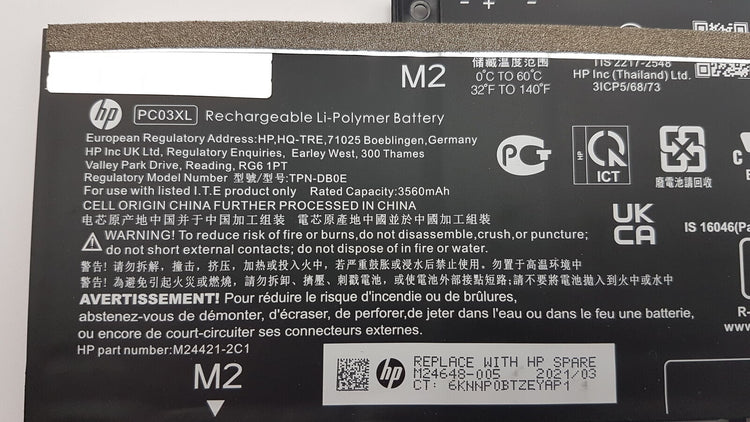 - + -
M2
储藏温度范围
0°C TO 60°C
32°F TO 140°F
TIS 2217-2548
HP Inc (Thailand) Ltd.
3ICP5/68/73
hp PC03XL Rechargeable Li-Polymer Battery
European Regulatory Address:HP,HQ-TRE,71025 Boeblingen,Germany
HP Inc UK Ltd, Regulatory Enquiries, Earley West, 300 Thames
Valley Park Drive, Reading, RG6 1PT
Regulatory Model Number 型號/型号:TPN-DB0E
For use with listed I.T.E product only Rated Capacity:3560mAh
CELL ORIGIN CHINA FURTHER PROCESSED IN CHINA
电芯原产地中国并于中国加工组装 電芯原產地中國並於中國加工組裝
WARNING! To reduce risk of fire or burns,do not disassemble,crush,or puncture;
do not short external contacts; do not dispose of in fire or water.
警告! 请勿拆解，撞击，挤压，加热或投入火中，若严重鼓胀或浸水后禁止使用。勿置于高温环境中
警告! 為避免引起火災或燃燒，請勿拆卸、擠壓、刺戳電池，或使電池外部接點短路;請不要將電池拋入到火中或水中
AVERTISSEMENT! Pour réduire le risque d'incendie ou de brûlures,
abstenez-vous de démonter, d'écraser, de perforer,de jeter dans l'eau ou dans le feu une batterie,
ou encore de court-circuiter ses connecteurs externes.
HP part number:M24421-2C1
M2
PCT
HP
ICT
廢電池請回收
UK
CA
IS 16046(Pa
R-
www.
hp
REPLACE WITH HP SPARE
M24648-005 2021/03
CT: 6KNNP0BTZEYAP1